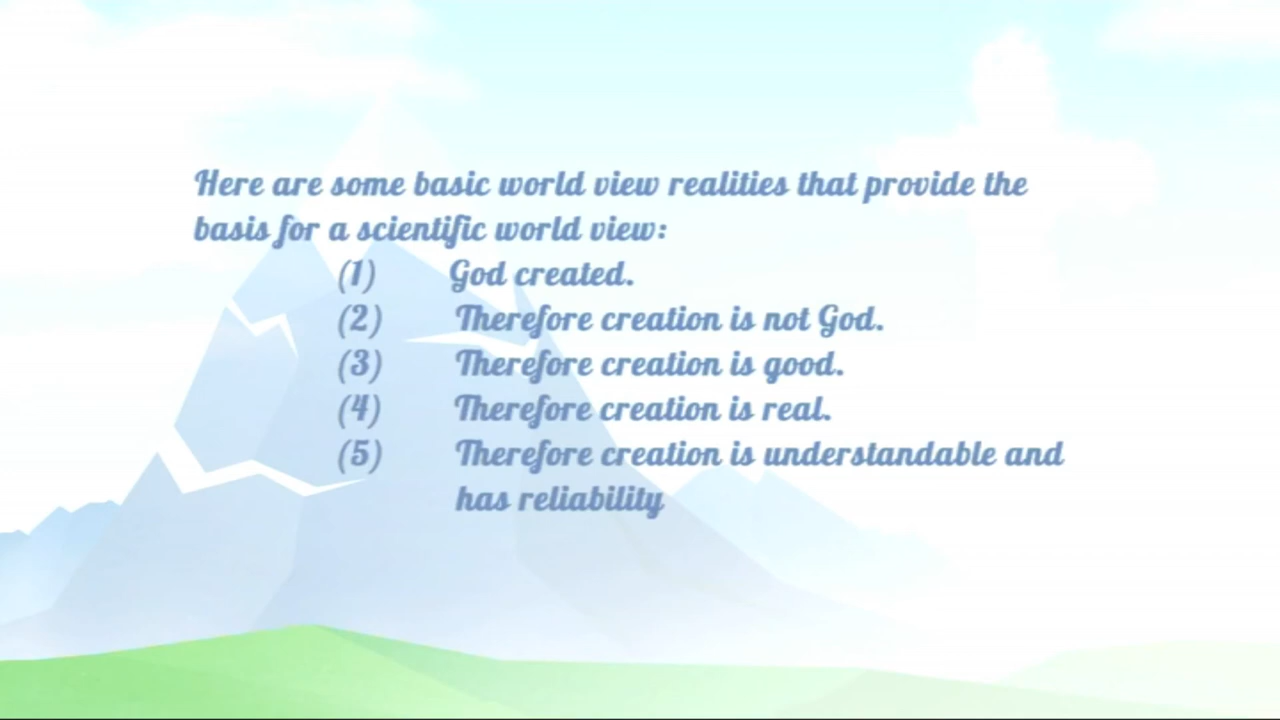 Here are some basic world view realities that provide the
basis for a scientific world view:
(1) God created.
(2) Therefore creation is not God.
(3) Therefore creation is good.
(4) Therefore creation is real.
(5) Therefore creation is understandable and
has reliability